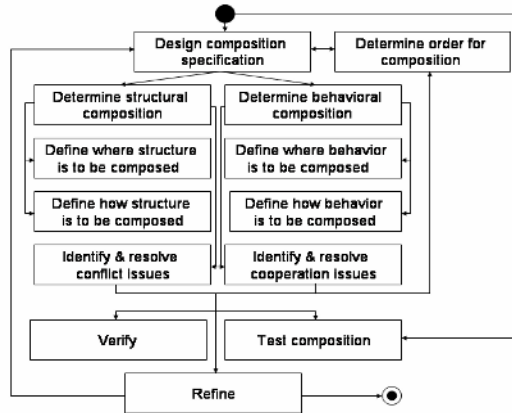 Design composition
specification
Determine order for
composition
Determine structural
composition
Determine behavioral
composition
Define where structure
is to be composed
Define where behavior
is to be composed
Define how structure
is to be composed
Define how behavior
is to be composed
Identify & resolve
conflict issues
Identify & resolve
cooperation issues
Verify
Test composition
Refine